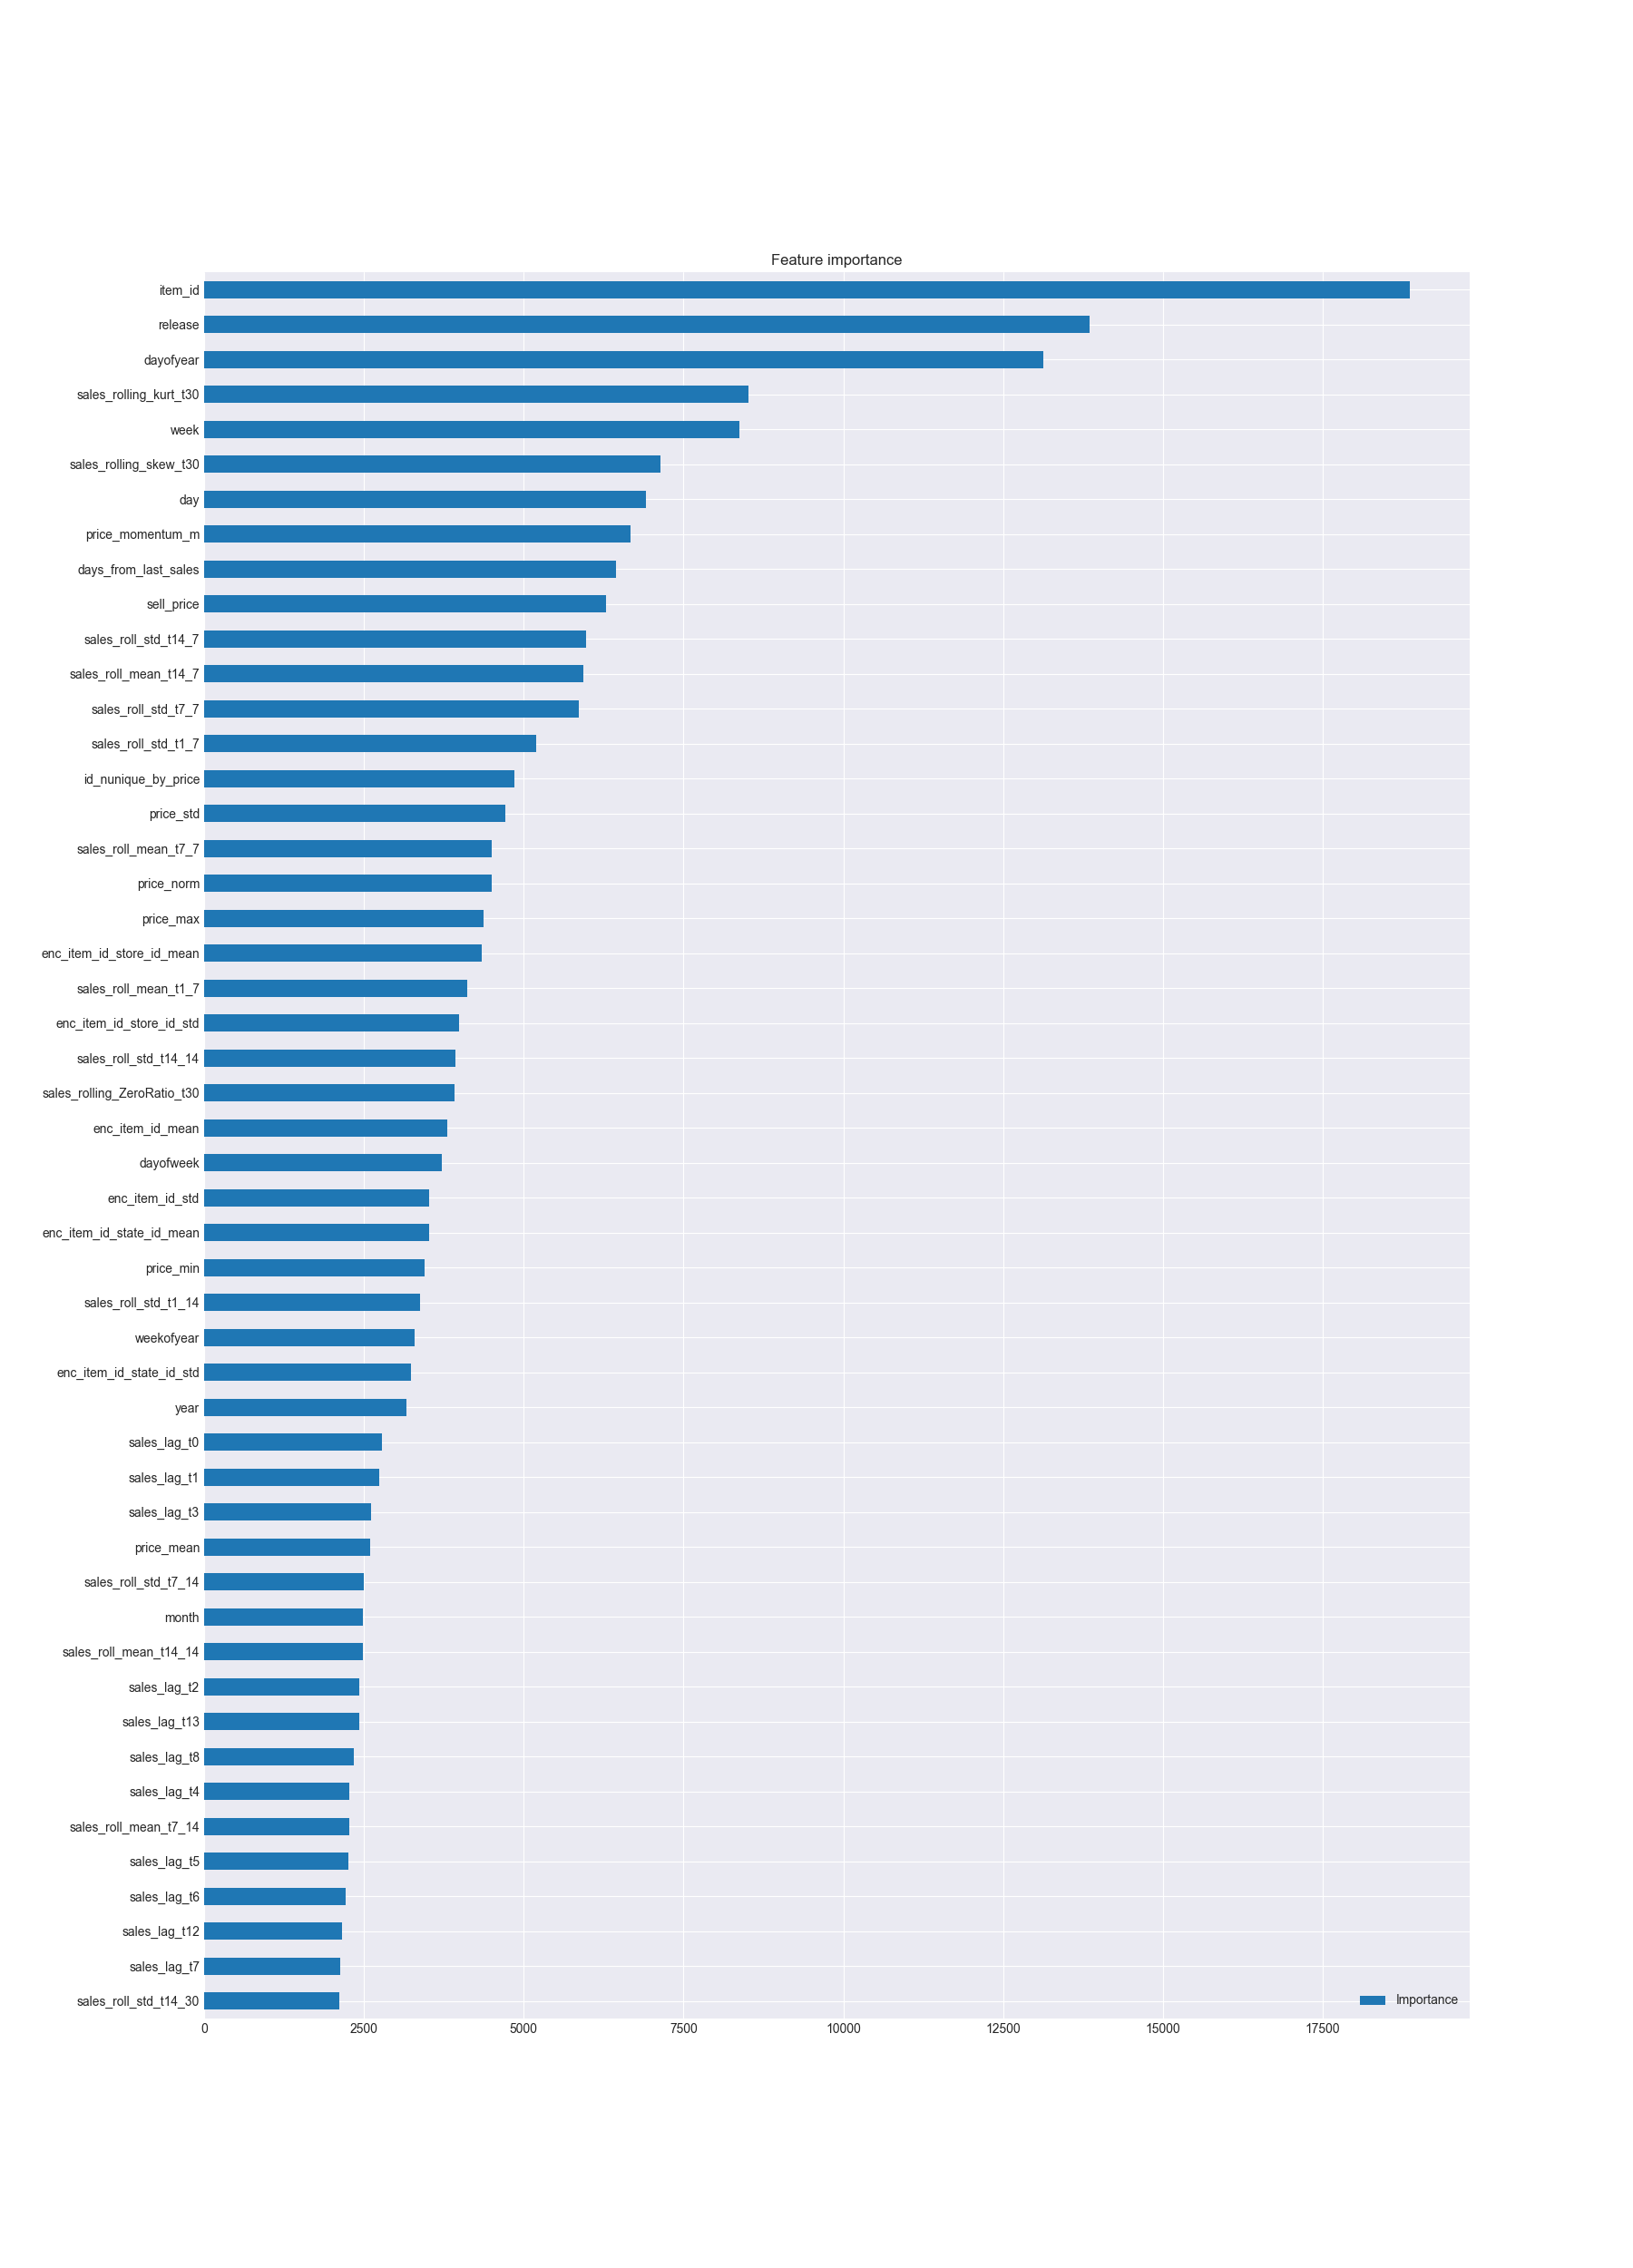 Feature importance
item_id
release
dayofyear
sales_rolling_kurt_t30
week
sales_rolling_skew_t30
day
price_momentum_m
days_from_last_sales
sell_price
sales_roll_std_t14_7
sales_roll_mean_t14_7
sales_roll_std_t7_7
sales_roll_std_t1_7
id_nunique_by_price
price_std
sales_roll_mean_t7_7
price_norm
price_max
enc_item_id_store_id_mean
sales_roll_mean_t1_7
enc_item_id_store_id_std
sales_roll_std_t14_14
sales_rolling_ZeroRatio_t30
enc_item_id_mean
dayofweek
enc_item_id_std
enc_item_id_state_id_mean
price_min
sales_roll_std_t1_14
weekofyear
enc_item_id_state_id_std
year
sales_lag_t0
sales_lag_t1
sales_lag_t3
price_mean
sales_roll_std_t7_14
month
sales_roll_mean_t14_14
sales_lag_t2
sales_lag_t13
sales_lag_t8
sales_lag_t4
sales_roll_mean_t7_14
sales_lag_t5
sales_lag_t6
sales_lag_t12
sales_lag_t7
sales_roll_std_t14_30
Importance
0 2500 5000 7500 10000 12500 15000 17500